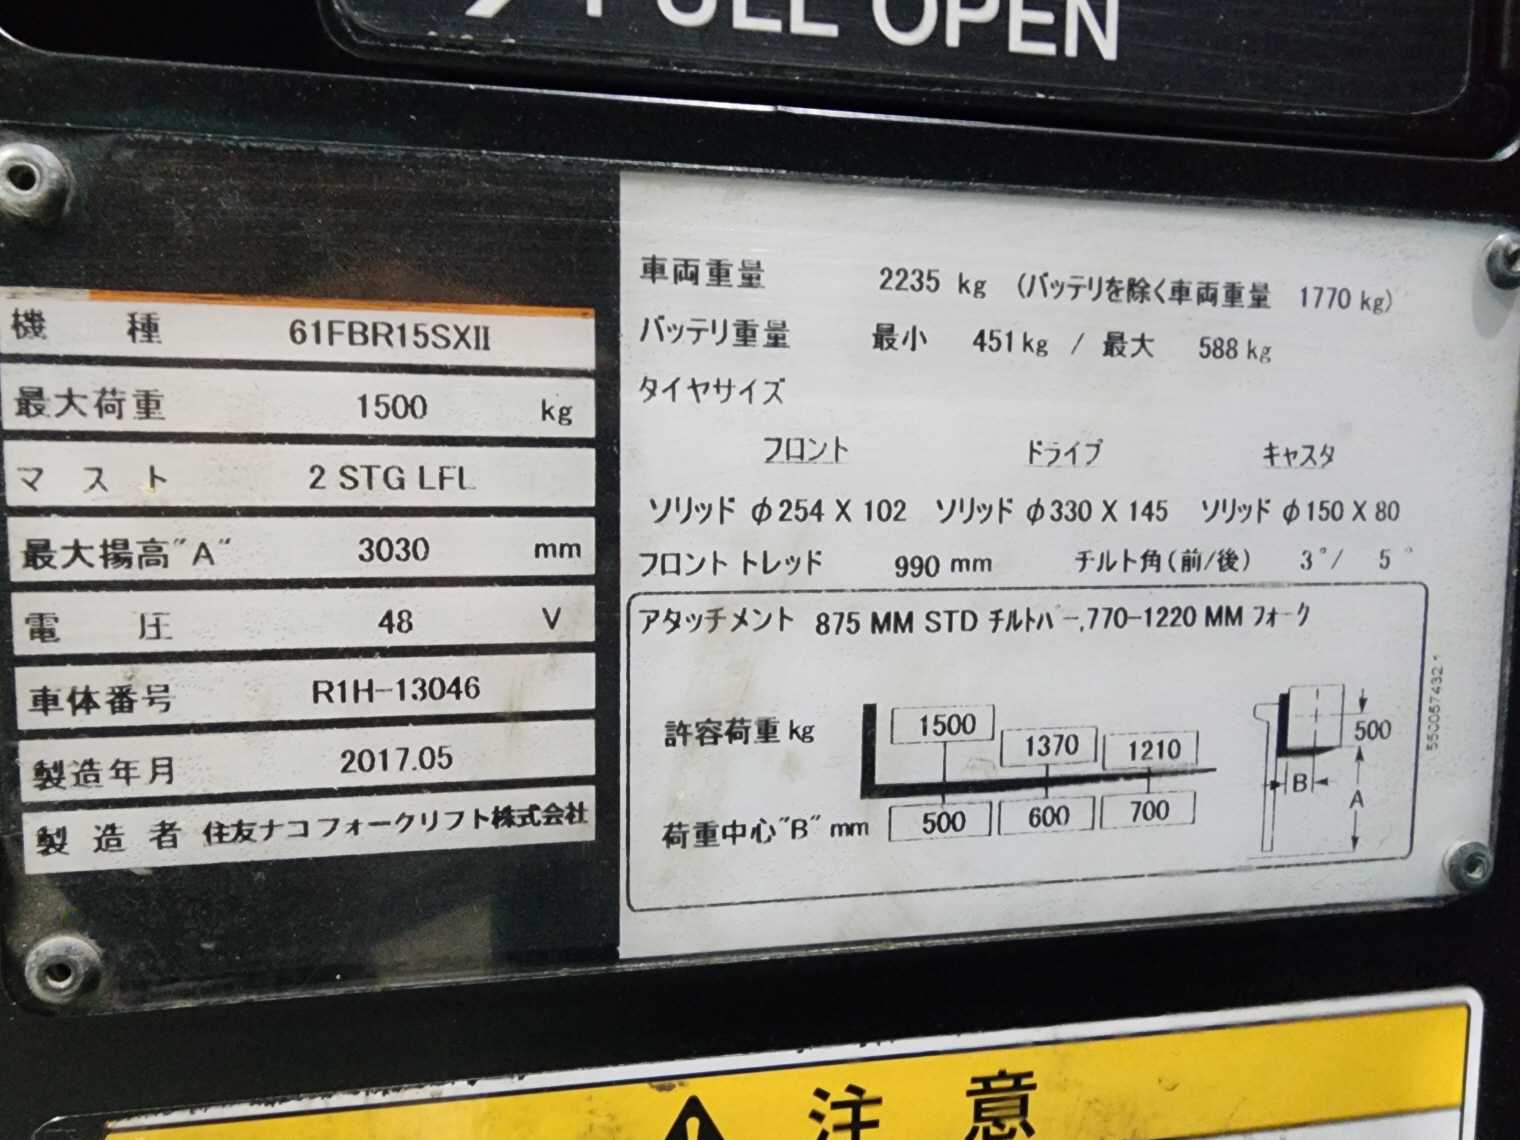 FULL OPEN
機種 61FBR15SXII
最大荷重 1500 kg
マスト 2 STG LFL
最大揚高"A" 3030 mm
電圧 48 V
車体番号 R1H-13046
製造年月 2017.05
製造者 住友ナコフォークリフト株式会社
車両重量 2235 kg (バッテリを除く車両重量 1770 kg)
バッテリ重量 最小 451 kg / 最大 588 kg
タイヤサイズ
フロント ドライブ キャスタ
ソリッド φ254 X 102 ソリッド φ330 X 145 ソリッド φ150 X 80
フロント トレッド 990 mm チルト角(前/後) 3°/ 5°
アタッチメント 875 MM STD チルトバー,770-1220 MM フォーク
許容荷重 kg 1500 1370 1210
荷重中心"B" mm 500 600 700
500
B
A
550057432 1
注意